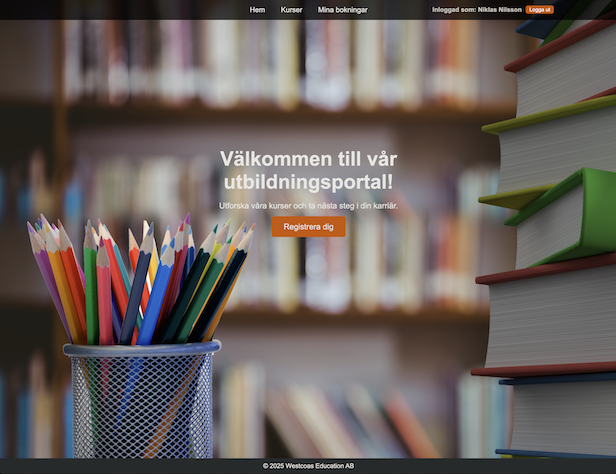 Hem Kurser Mina bokningar Inloggad som: Niklas Nilsson Logga ut
Välkommen till vår
utbildningsportal!
Utforska våra kurser och ta nästa steg i din karriär.
Registrera dig
© 2025 Westcoas Education AB